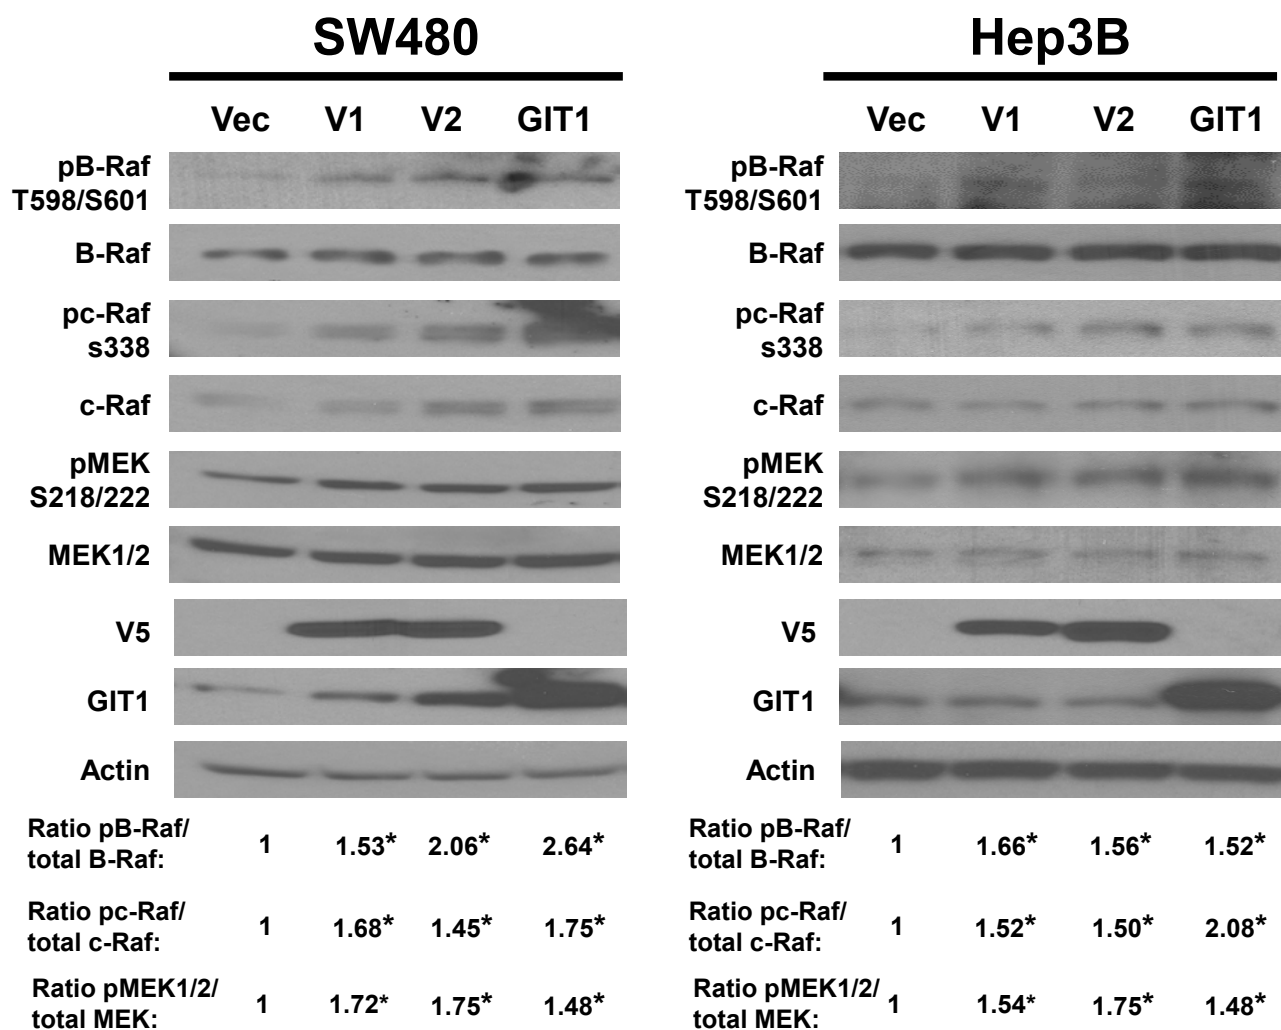 SW480
Vec V1 V2 GIT1
pB-Raf
T598/S601
B-Raf
pc-Raf
s338
c-Raf
pMEK
S218/222
MEK1/2
V5
GIT1
Actin
Ratio pB-Raf/
total B-Raf: 1 1.53* 2.06* 2.64*
Ratio pc-Raf/
total c-Raf: 1 1.68* 1.45* 1.75*
Ratio pMEK1/2/
total MEK: 1 1.72* 1.75* 1.48*
Hep3B
Vec V1 V2 GIT1
pB-Raf
T598/S601
B-Raf
pc-Raf
s338
c-Raf
pMEK
S218/222
MEK1/2
V5
GIT1
Actin
Ratio pB-Raf/
total B-Raf: 1 1.66* 1.56* 1.52*
Ratio pc-Raf/
total c-Raf: 1 1.52* 1.50* 2.08*
Ratio pMEK1/2/
total MEK: 1 1.54* 1.75* 1.48*